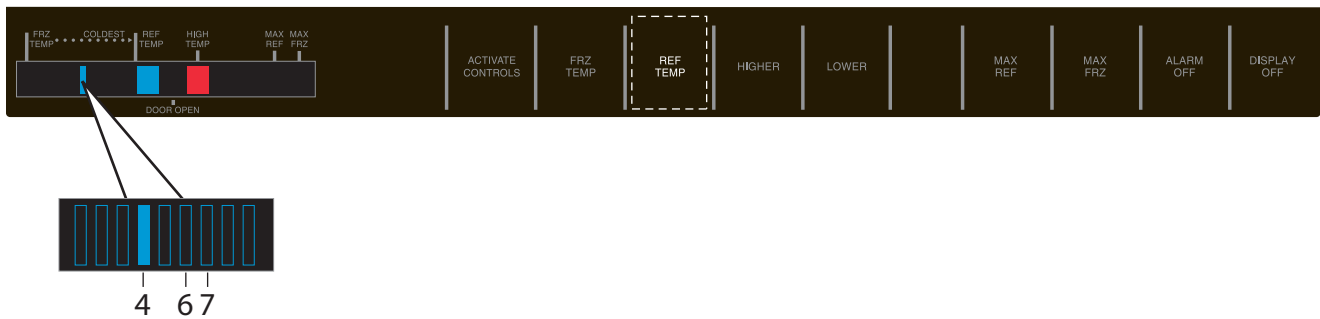 FRZ TEMP
COLDEST
REF TEMP
HIGH TEMP
MAX REF
MAX FRZ
DOOR OPEN
ACTIVATE
CONTROLS
FRZ
TEMP
REF
TEMP
HIGHER
LOWER
MAX
REF
MAX
FRZ
ALARM
OFF
DISPLAY
OFF
4 6 7